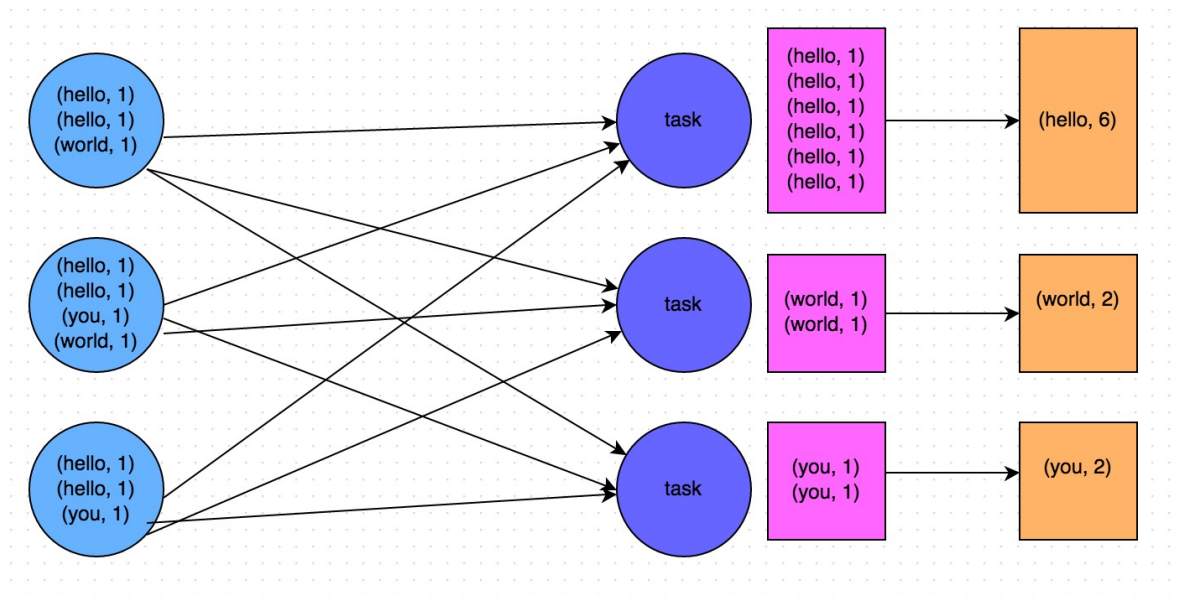 (hello, 1)
(hello, 1)
(world, 1)
task
(hello, 1)
(hello, 1)
(hello, 1)
(hello, 1)
(hello, 1)
(hello, 1)
(hello, 6)
(hello, 1)
(hello, 1)
(you, 1)
(world, 1)
task
(world, 1)
(world, 1)
(world, 2)
(hello, 1)
(hello, 1)
(you, 1)
task
(you, 1)
(you, 1)
(you, 2)